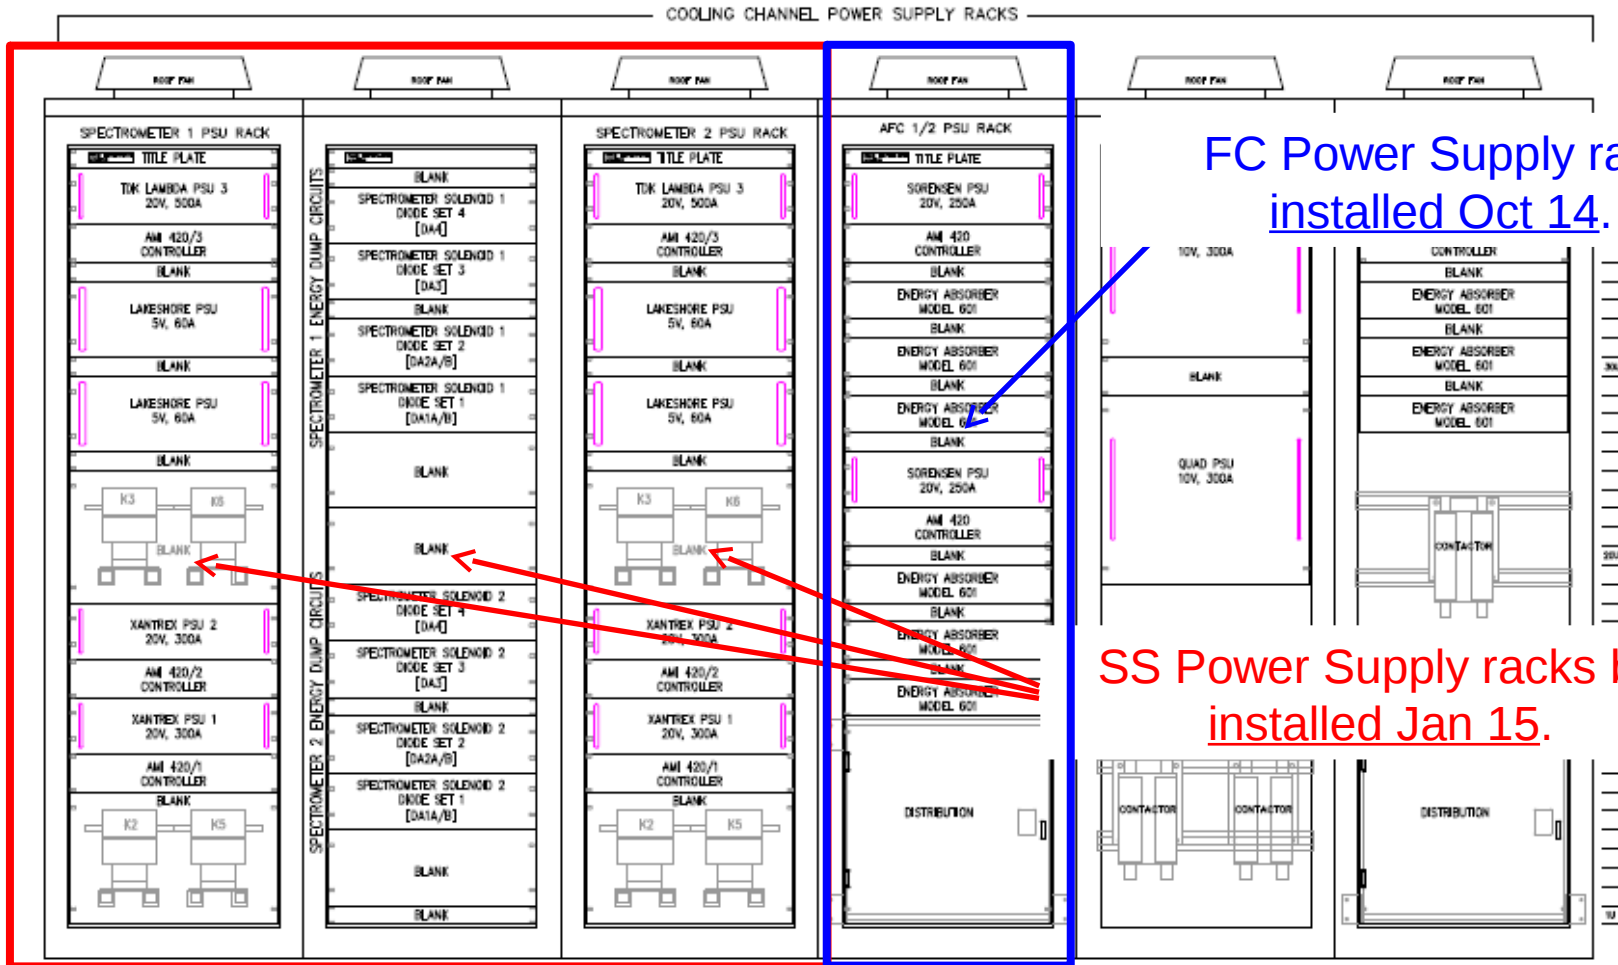 COOLING CHANNEL POWER SUPPLY RACKS
ROOF FAN
ROOF FAN
ROOF FAN
ROOF FAN
ROOF FAN
ROOF FAN
SPECTROMETER 1 PSU RACK
TITLE PLATE
TDK LAMBDA PSU 3
20V, 500A
AMI 420/3
CONTROLLER
BLANK
LAKESHORE PSU
5V, 60A
BLANK
LAKESHORE PSU
5V, 60A
BLANK
K3
K6
BLANK
XANTREX PSU 2
20V, 300A
AMI 420/2
CONTROLLER
XANTREX PSU 1
20V, 300A
AMI 420/1
CONTROLLER
BLANK
K2
K5
SPECTROMETER 1 ENERGY DUMP CIRCUITS
SPECTROMETER 2 ENERGY DUMP CIRCUITS
BLANK
SPECTROMETER SOLENOID 1
DIODE SET 4
[DA4]
SPECTROMETER SOLENOID 1
DIODE SET 3
[DA3]
BLANK
SPECTROMETER SOLENOID 1
DIODE SET 2
[DA2A/B]
SPECTROMETER SOLENOID 1
DIODE SET 1
[DA1A/B]
BLANK
BLANK
SPECTROMETER SOLENOID 2
DIODE SET 4
[DA4]
SPECTROMETER SOLENOID 2
DIODE SET 3
[DA3]
BLANK
SPECTROMETER SOLENOID 2
DIODE SET 2
[DA2A/B]
SPECTROMETER SOLENOID 2
DIODE SET 1
[DA1A/B]
BLANK
BLANK
SPECTROMETER 2 PSU RACK
TITLE PLATE
TDK LAMBDA PSU 3
20V, 500A
AMI 420/3
CONTROLLER
BLANK
LAKESHORE PSU
5V, 60A
BLANK
LAKESHORE PSU
5V, 60A
BLANK
K3
K6
BLANK
XANTREX PSU 2
20V, 300A
AMI 420/2
CONTROLLER
XANTREX PSU 1
20V, 300A
AMI 420/1
CONTROLLER
BLANK
K2
K5
AFC 1/2 PSU RACK
TITLE PLATE
SORENSEN PSU
20V, 250A
AMI 420
CONTROLLER
BLANK
ENERGY ABSORBER
MODEL 601
BLANK
ENERGY ABSORBER
MODEL 601
BLANK
ENERGY ABSORBER
MODEL 601
BLANK
SORENSEN PSU
20V, 250A
AMI 420
CONTROLLER
BLANK
ENERGY ABSORBER
MODEL 601
BLANK
ENERGY ABSORBER
MODEL 601
BLANK
ENERGY ABSORBER
MODEL 601
DISTRIBUTION
FC Power Supply ra
installed Oct 14.
10V, 300A
BLANK
QUAD PSU
10V, 300A
SS Power Supply racks
installed Jan 15.
CONTACTOR
CONTACTOR
CONTROLLER
BLANK
ENERGY ABSORBER
MODEL 601
BLANK
ENERGY ABSORBER
MODEL 601
BLANK
ENERGY ABSORBER
MODEL 601
CONTACTOR
DISTRIBUTION
1U